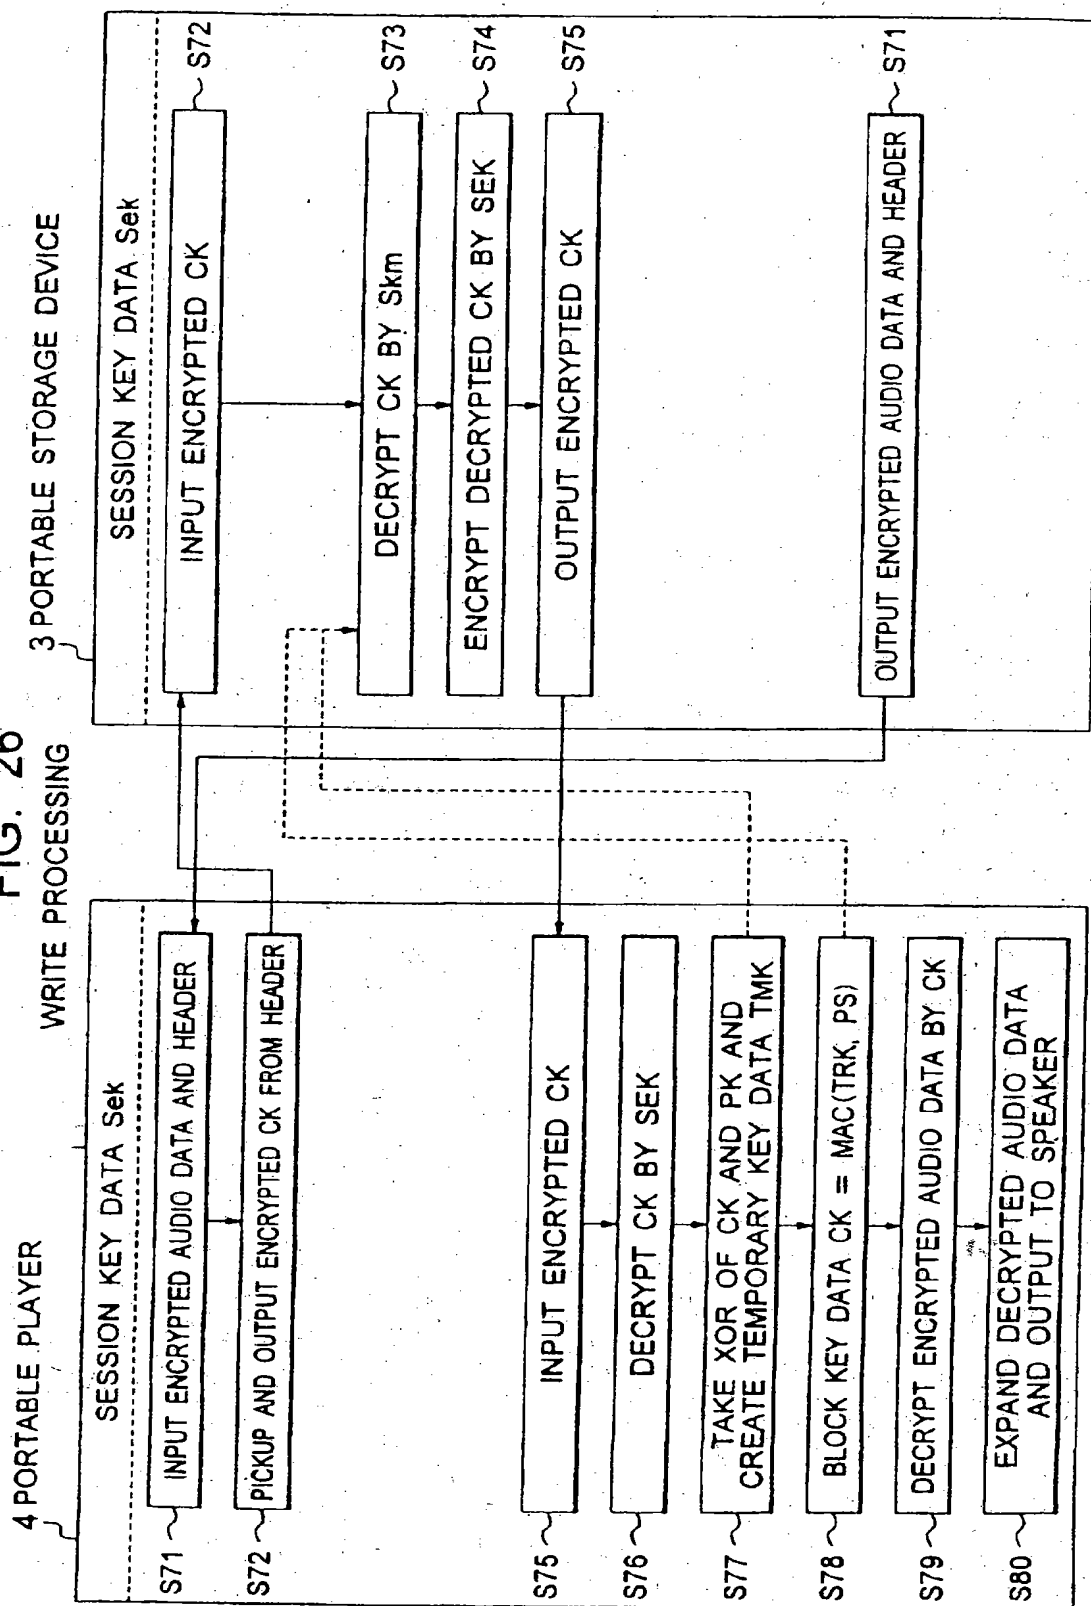 FIG. 26
WRITE PROCESSING
4 PORTABLE PLAYER
SESSION KEY DATA Sek
S71
INPUT ENCRYPTED AUDIO DATA AND HEADER
S72
PICKUP AND OUTPUT ENCRYPTED CK FROM HEADER
S75
INPUT ENCRYPTED CK
S76
DECRYPT CK BY SEK
S77
TAKE XOR OF CK AND PK AND
CREATE TEMPORARY KEY DATA TMK
S78
BLOCK KEY DATA CK = MAC(TRK, PS)
S79
DECRYPT ENCRYPTED AUDIO DATA BY CK
S80
EXPAND DECRYPTED AUDIO DATA
AND OUTPUT TO SPEAKER
3 PORTABLE STORAGE DEVICE
SESSION KEY DATA Sek
INPUT ENCRYPTED CK
S72
DECRYPT CK BY Skm
S73
ENCRYPT DECRYPTED CK BY SEK
S74
OUTPUT ENCRYPTED CK
S75
OUTPUT ENCRYPTED AUDIO DATA AND HEADER
S71